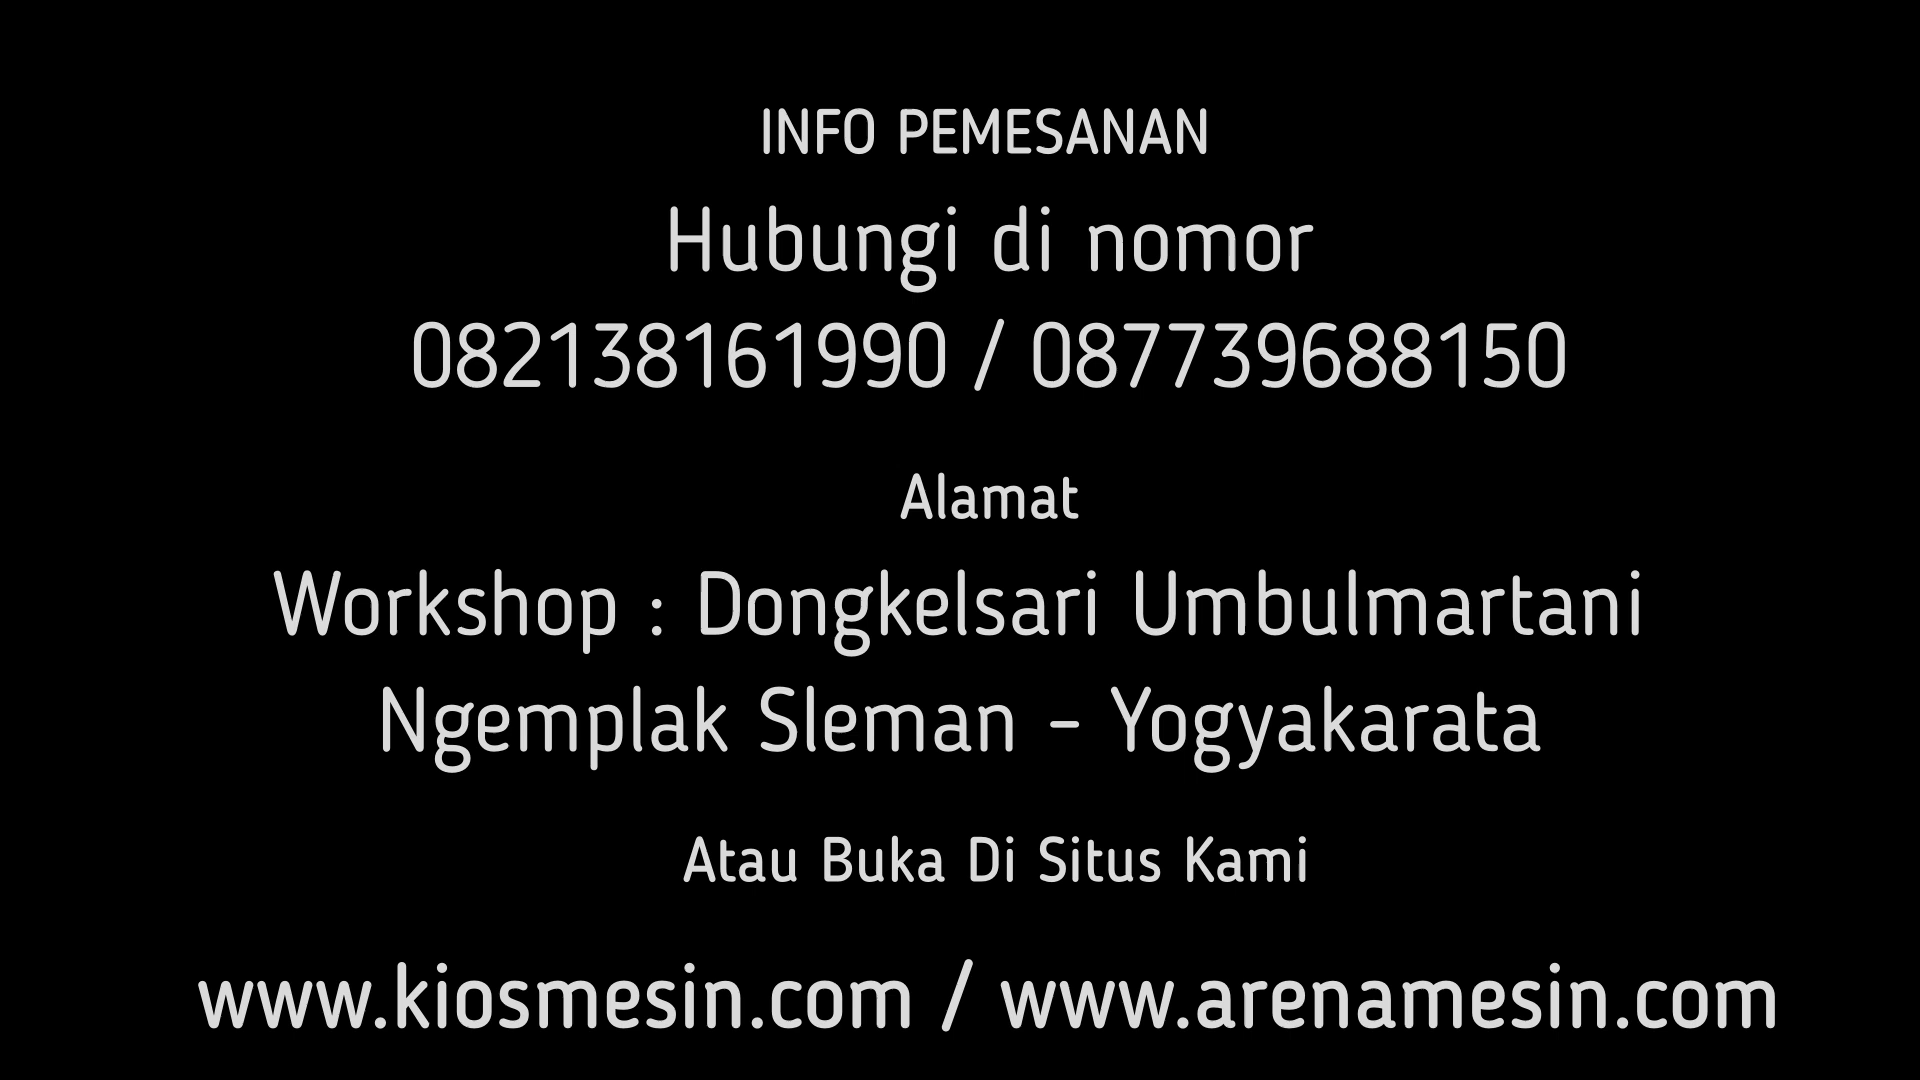 INFO PEMESANAN
Hubungi di nomor
082138161990 / 087739688150
Alamat
Workshop : Dongkelsari Umbulmartani
Ngemplak Sleman - Yogyakarata
Atau Buka Di Situs Kami
www.kiosmesin.com / www.arenamesin.com